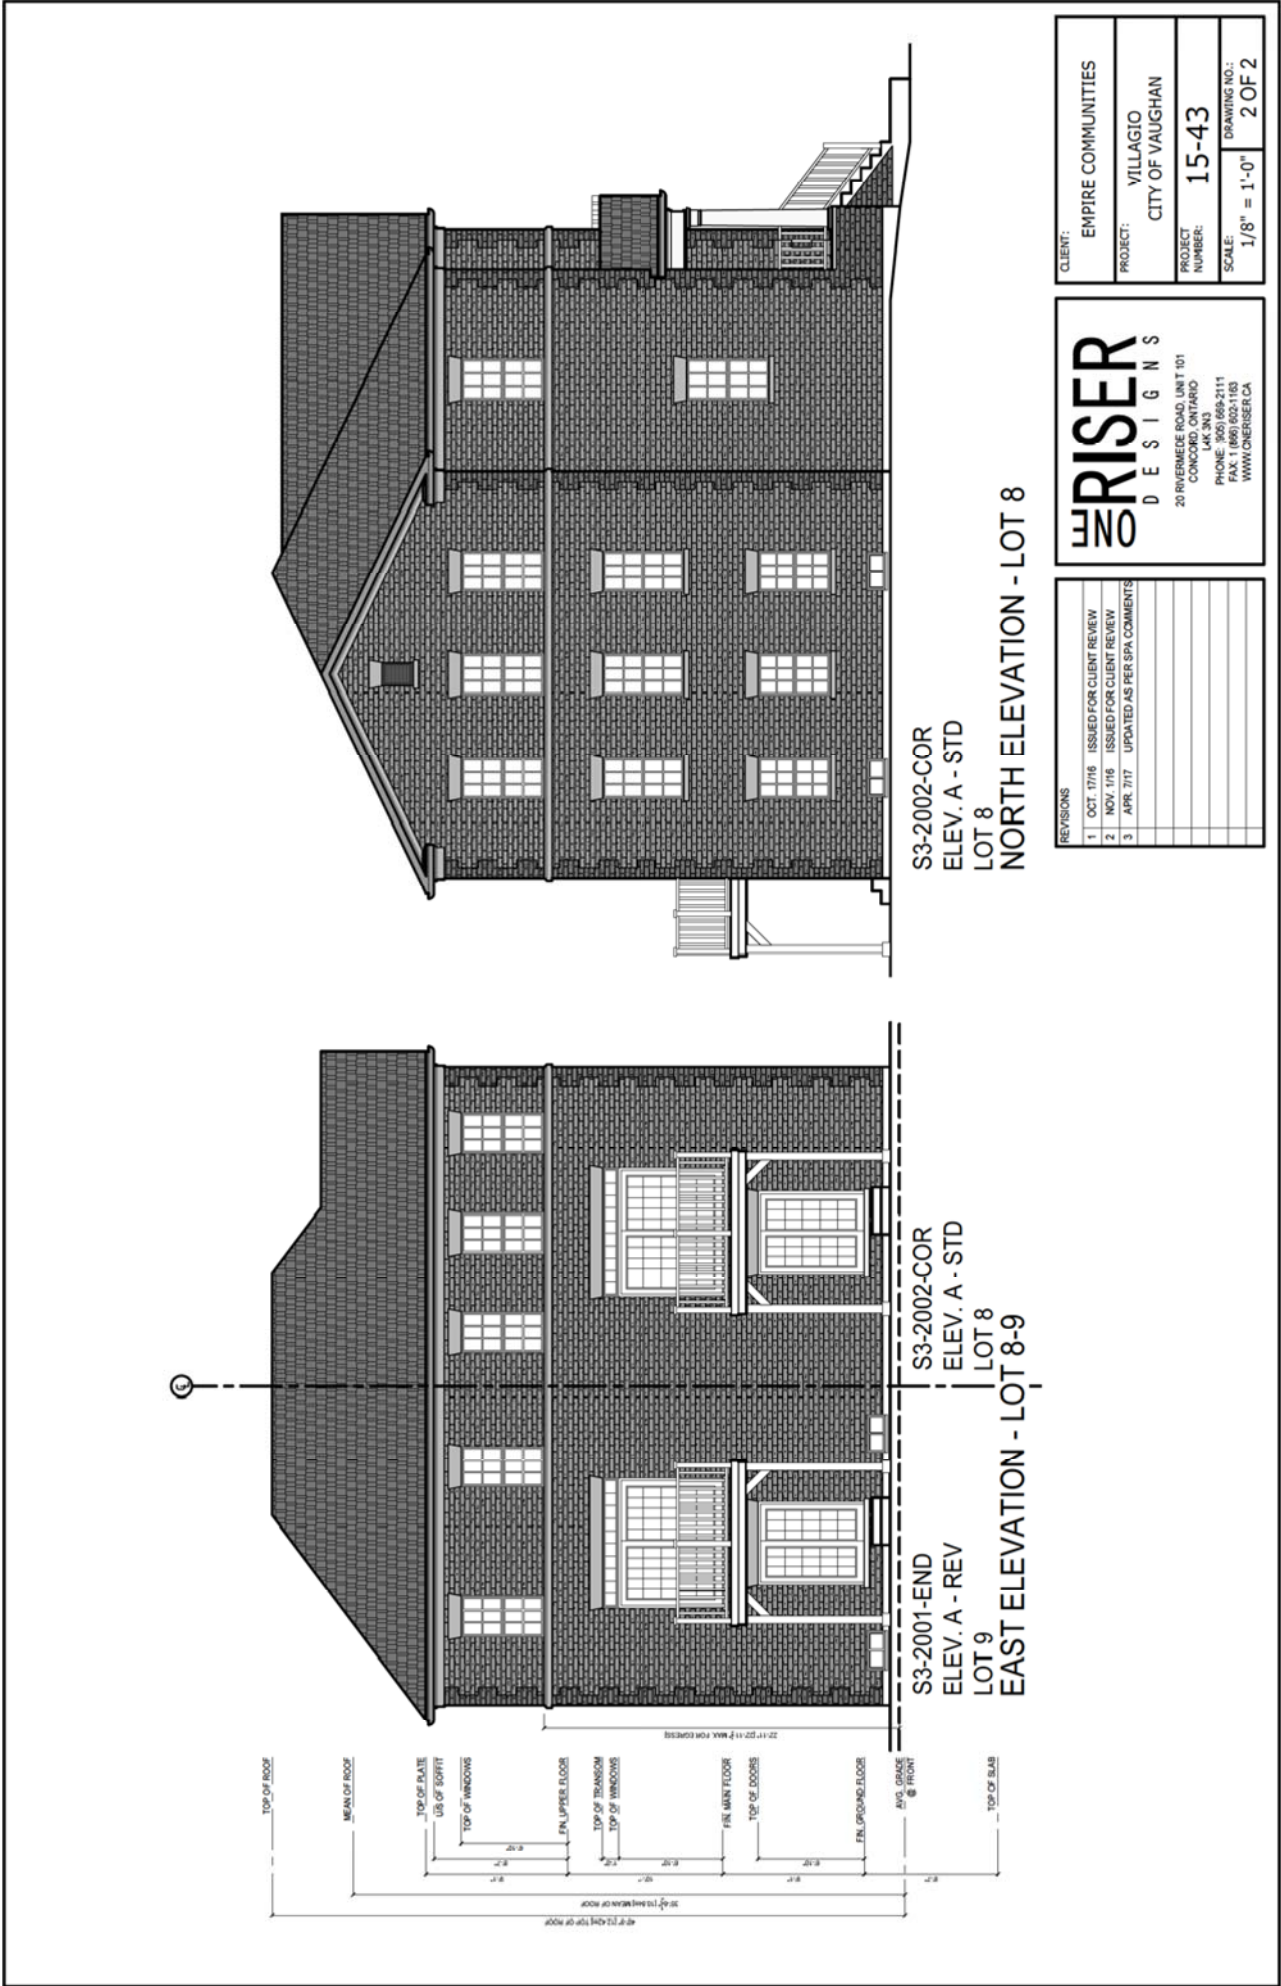 TOP OF ROOF
MEAN OF ROOF
TOP OF PLATE
U/S OF SOFFIT
TOP OF WINDOWS
FIN. UPPER FLOOR
TOP OF TRANSOM
TOP OF WINDOWS
FIN. MAIN FLOOR
TOP OF DOORS
FIN. GROUND FLOOR
AVG. GRADE
@ FRONT
TOP OF SLAB
S3-2001-END
ELEV. A - REV
LOT 9
S3-2002-COR
ELEV. A - STD
LOT 8
EAST ELEVATION - LOT 8-9
S3-2002-COR
ELEV. A - STD
LOT 8
NORTH ELEVATION - LOT 8
REVISIONS
1 OCT. 17/16 ISSUED FOR CLIENT REVIEW
2 NOV. 1/16 ISSUED FOR CLIENT REVIEW
3 APR. 7/17 UPDATED AS PER SPA COMMENTS
ONE RISER
DESIGNS
20 RIVERMEDE ROAD, UNIT 101
CONCORD, ONTARIO
L4K 3N3
PHONE: (905) 669-2111
FAX: 1 (866) 602-1163
WWW.ONERISER.CA
CLIENT:
EMPIRE COMMUNITIES
PROJECT:
VILLAGIO
CITY OF VAUGHAN
PROJECT
NUMBER:
15-43
SCALE:
1/8" = 1'-0"
DRAWING NO.:
2 OF 2